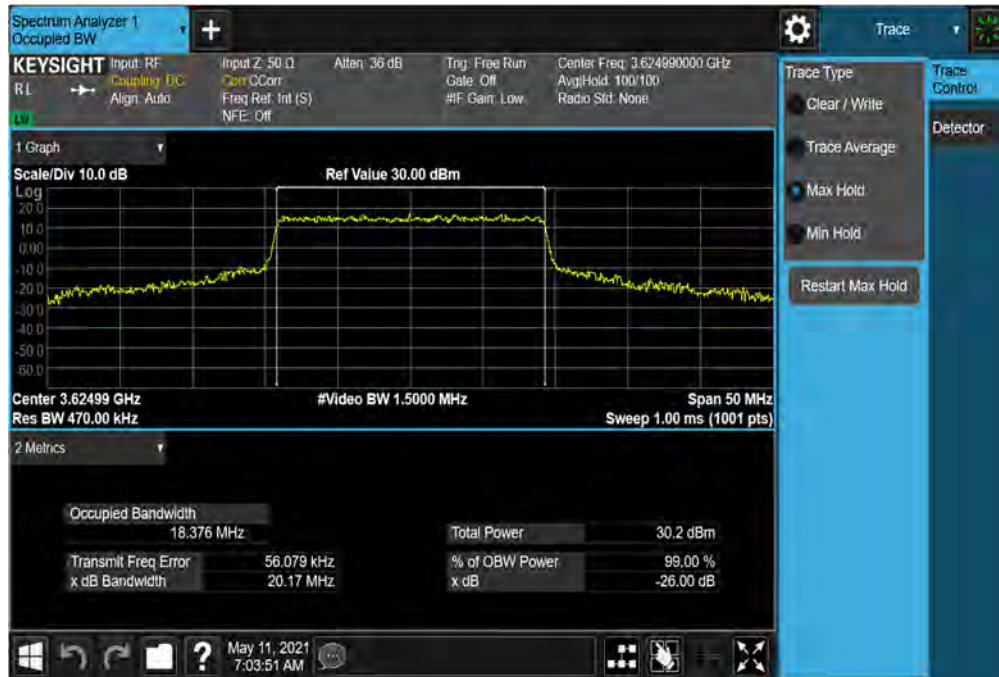 Spectrum Analyzer 1
Occupied BW
+
Trace
KEYSIGHT
RL
Input: RF
Coupling: DC
Align: Auto
Input Z: 50 Ω
Corr CCorr
Freq Ref: Int (S)
NFE: Off
Atten: 36 dB
Trig: Free Run
Gate: Off
#IF Gain: Low
Center Freq: 3.624990000 GHz
Avg|Hold: 100/100
Radio Std: None
Trace Type
Clear / Write
Trace Average
Max Hold
Min Hold
Restart Max Hold
Trace
Control
Detector
1 Graph
Scale/Div 10.0 dB
Ref Value 30.00 dBm
Log
20.0
10.0
0.00
-10.0
-20.0
-30.0
-40.0
-50.0
-60.0
Center 3.62499 GHz
#Video BW 1.5000 MHz
Span 50 MHz
Res BW 470.00 kHz
Sweep 1.00 ms (1001 pts)
2 Metrics
Occupied Bandwidth
18.376 MHz
Total Power 30.2 dBm
Transmit Freq Error 56.079 kHz
% of OBW Power 99.00 %
x dB Bandwidth 20.17 MHz
x dB -26.00 dB
?
May 11, 2021
7:03:51 AM